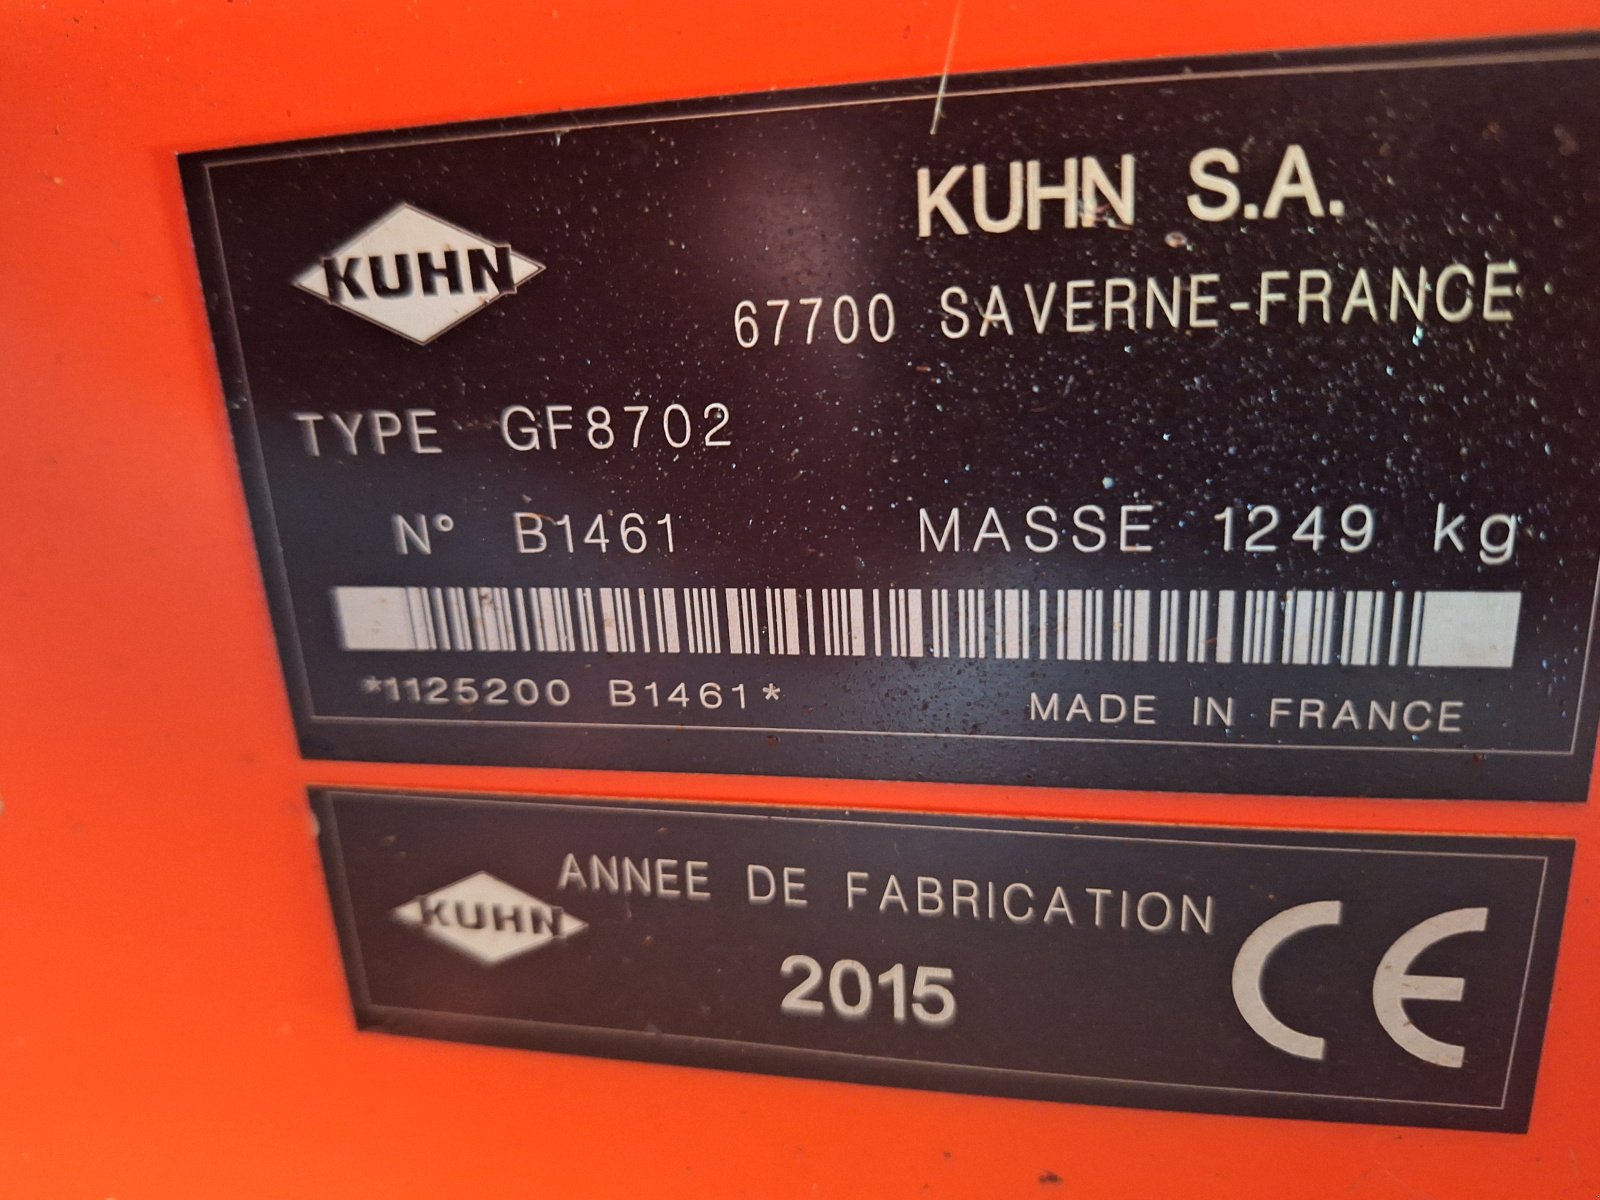 KUHN
KUHN S.A.
67700 SAVERNE-FRANCE
TYPE GF8702
N° B1461 MASSE 1249 kg
*1125200 B1461*
MADE IN FRANCE
KUHN
ANNEE DE FABRICATION
2015
CE